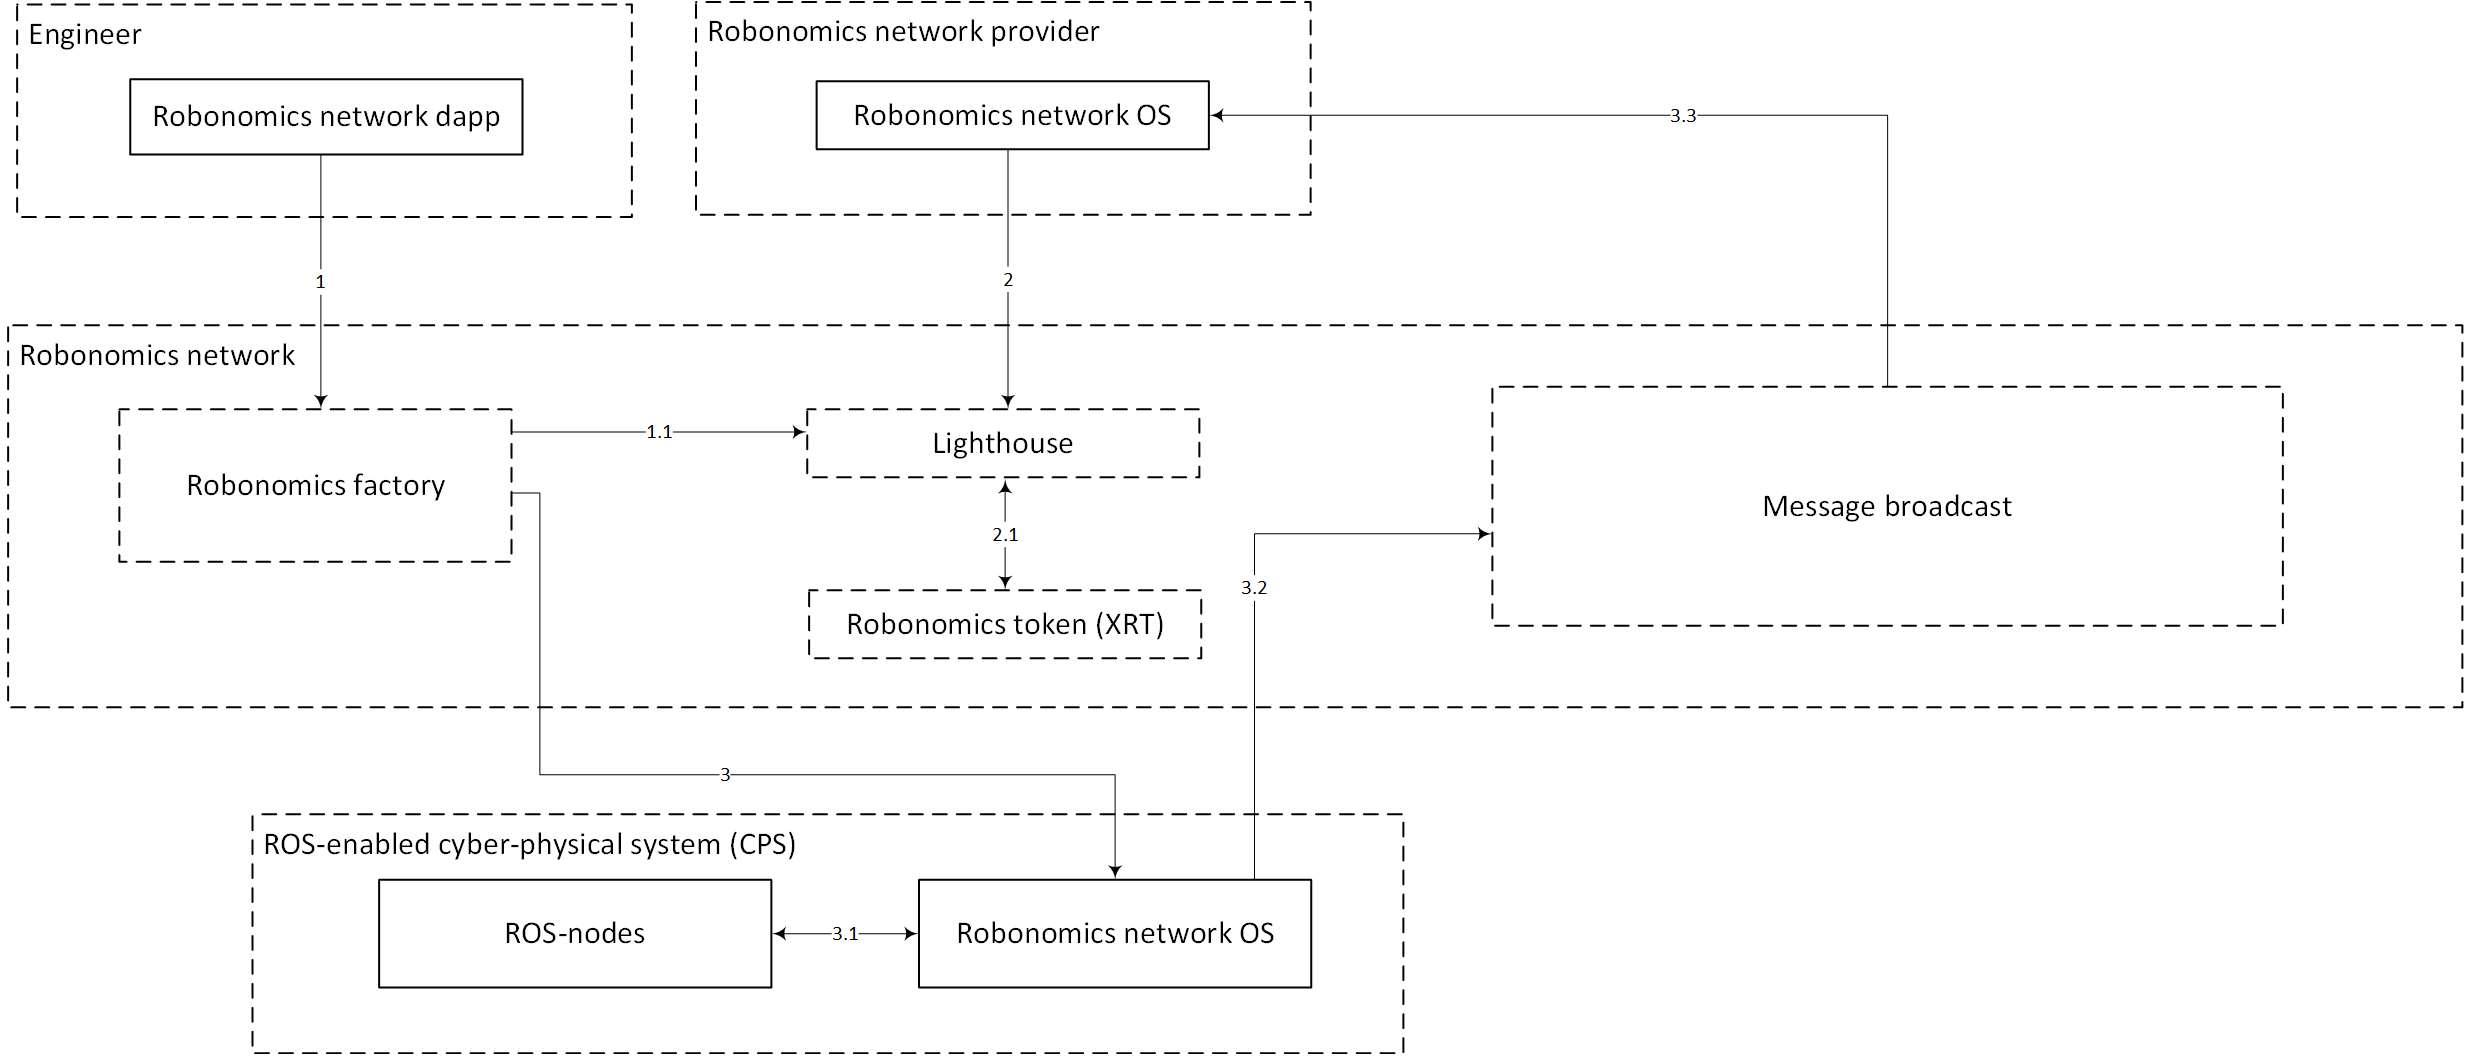 Engineer
Robonomics network dapp
Robonomics network provider
Robonomics network OS
3.3
1
2
Robonomics network
Robonomics factory
1.1
Lighthouse
2.1
Robonomics token (XRT)
3.2
Message broadcast
3
ROS-enabled cyber-physical system (CPS)
ROS-nodes
3.1
Robonomics network OS